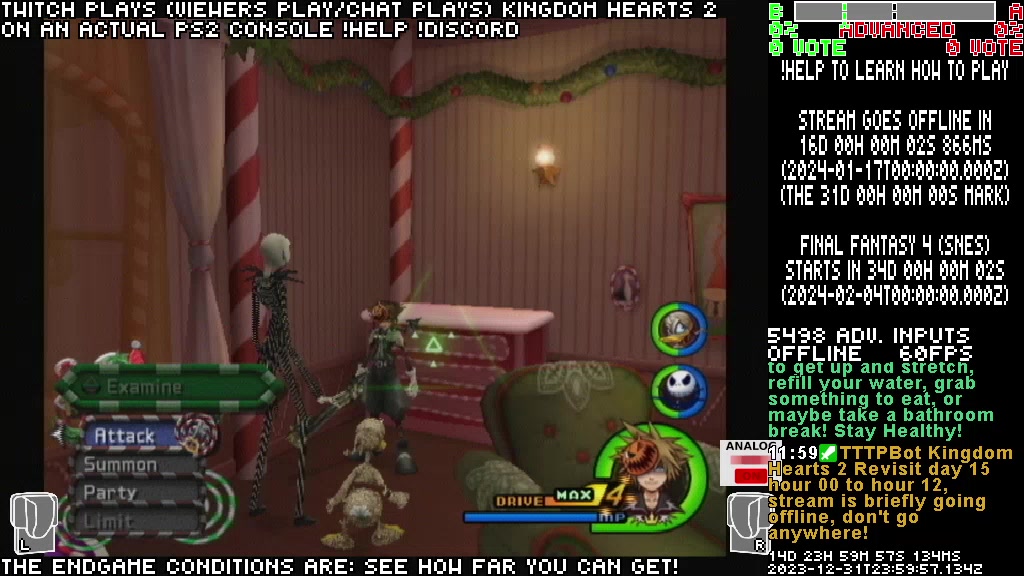 TWITCH PLAYS (VIEWERS PLAY/CHAT PLAYS) KINGDOM HEARTS 2
ON AN ACTUAL PS2 CONSOLE !HELP !DISCORD
B
A
0%
ADVANCED
0%
0 VOTE
0 VOTE
!HELP TO LEARN HOW TO PLAY
STREAM GOES OFFLINE IN
16D 00H 00M 02S 866MS
(2024-01-17T00:00:00.000Z)
(THE 31D 00H 00M 00S MARK)
FINAL FANTASY 4 (SNES)
STARTS IN 34D 00H 00M 02S
(2024-02-04T00:00:00.000Z)
5498 ADV. INPUTS
OFFLINE 60FPS
to get up and stretch,
refill your water, grab
something to eat, or
maybe take a bathroom
break! Stay Healthy!
11:59 TTTPBot Kingdom
Hearts 2 Revisit day 15
hour 00 to hour 12,
stream is briefly going
offline, don't go
anywhere!
14D 23H 59M 57S 134MS
2023-12-31T23:59:57.134Z
Examine
Attack
Summon
Party
Limit
DRIVE MAX 4
MP
ANALOG
L
R
THE ENDGAME CONDITIONS ARE: SEE HOW FAR YOU CAN GET!